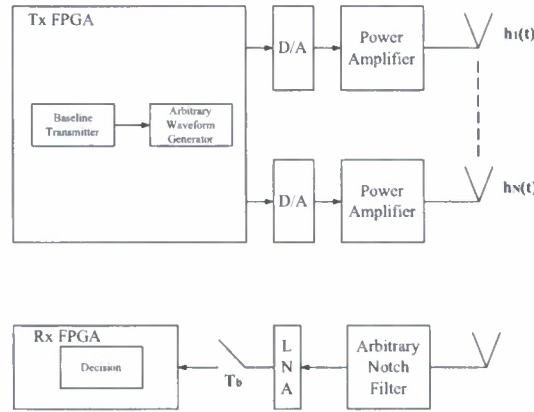 Tx FPGA
Baseline
Transmitter
Arbitrary
Waveform
Generator
D/A
Power
Amplifier
h1(t)
D/A
Power
Amplifier
hN(t)
Rx FPGA
Decision
Tb
L
N
A
Arbitrary
Notch
Filter